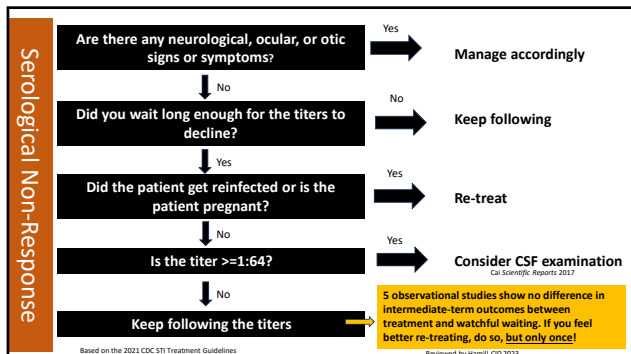 Serological Non-Response
Are there any neurological, ocular, or otic
signs or symptoms?
Yes
Manage accordingly
No
Did you wait long enough for the titers to
decline?
No
Keep following
Yes
Did the patient get reinfected or is the
patient pregnant?
Yes
Re-treat
No
Is the titer >=1:64?
Yes
Consider CSF examination
Cai Scientific Reports 2017
No
Keep following the titers
5 observational studies show no difference in
intermediate-term outcomes between
treatment and watchful waiting. If you feel
better re-treating, do so, but only once!
Based on the 2021 CDC STI Treatment Guidelines
Reviewed by Hamill CID 2023